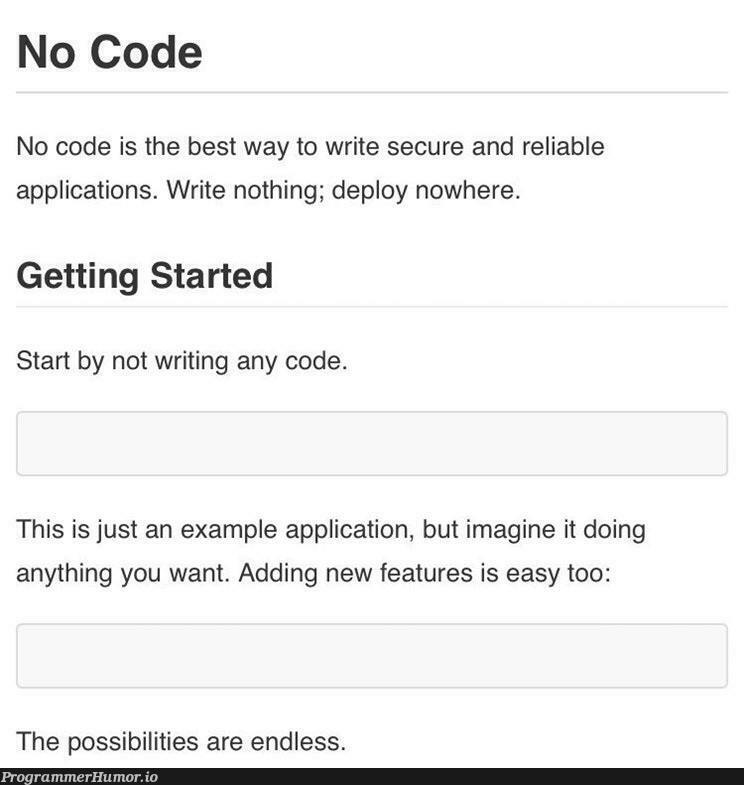 No Code
No code is the best way to write secure and reliable
applications. Write nothing; deploy nowhere.
Getting Started
Start by not writing any code.
This is just an example application, but imagine it doing
anything you want. Adding new features is easy too:
The possibilities are endless.
ProgrammerHumor.io